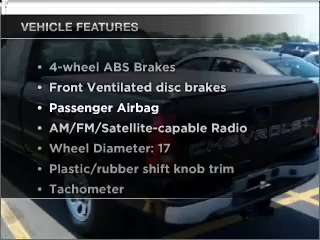 VEHICLE FEATURES
• 4-wheel ABS Brakes
• Front Ventilated disc brakes
• Passenger Airbag
• AM/FM/Satellite-capable Radio
• Wheel Diameter: 17
• Plastic/rubber shift knob trim
• Tachometer
CHEVROLET